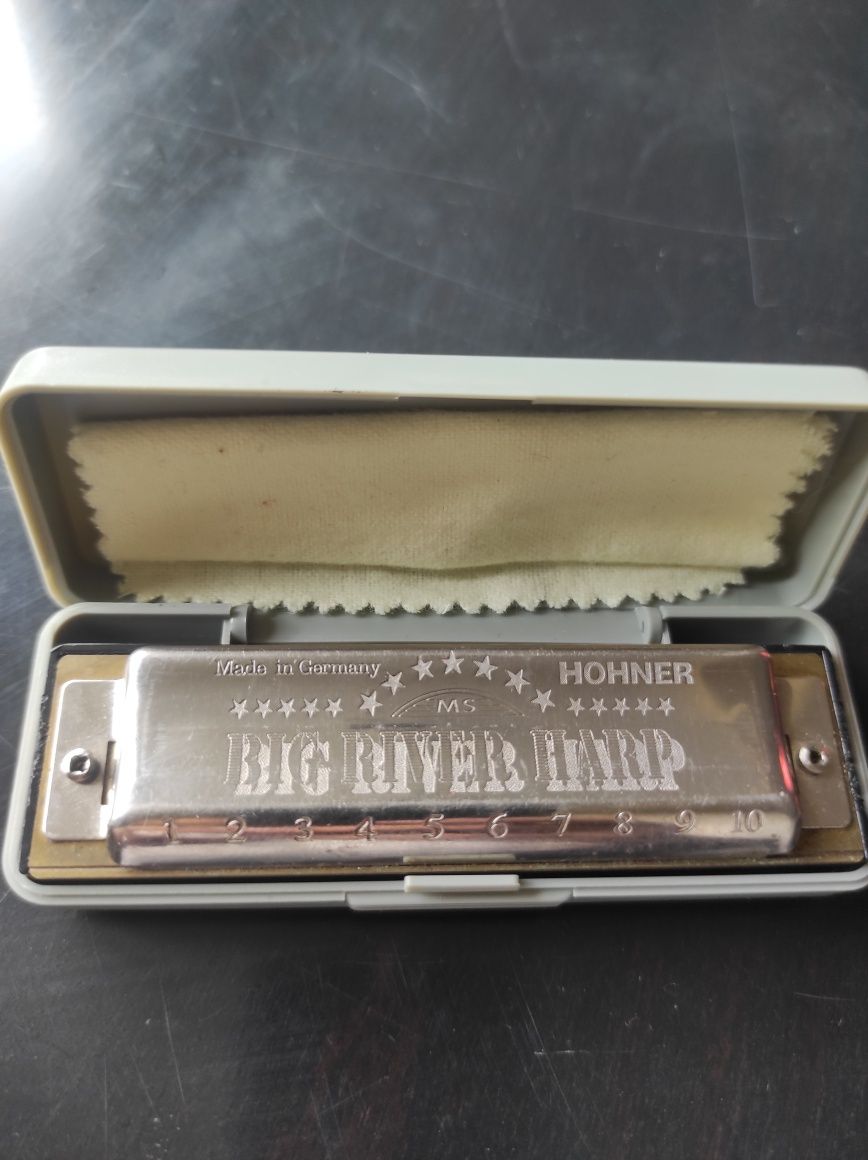 Made in Germany HOHNER
MS
BIG RIVER HARP
1 2 3 4 5 6 7 8 9 10